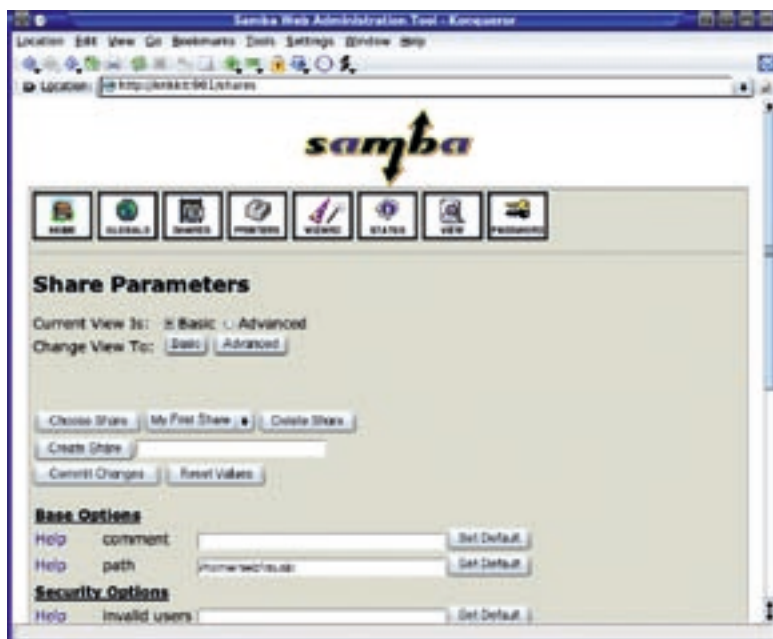 Samba Web Administration Tool - Konqueror
Location Edit View Go Bookmarks Tools Settings Window Help
Location:
samba
HOME GLOBALS SHARES PRINTERS WIZARD STATUS VIEW PASSWORD
Share Parameters
Current View Is: Basic Advanced
Change View To: Basic Advanced
Choose Share My First Share Delete Share
Create Share
Commit Changes Reset Values
Base Options
Help comment Set Default
Help path Set Default
Security Options
Help invalid users Set Default